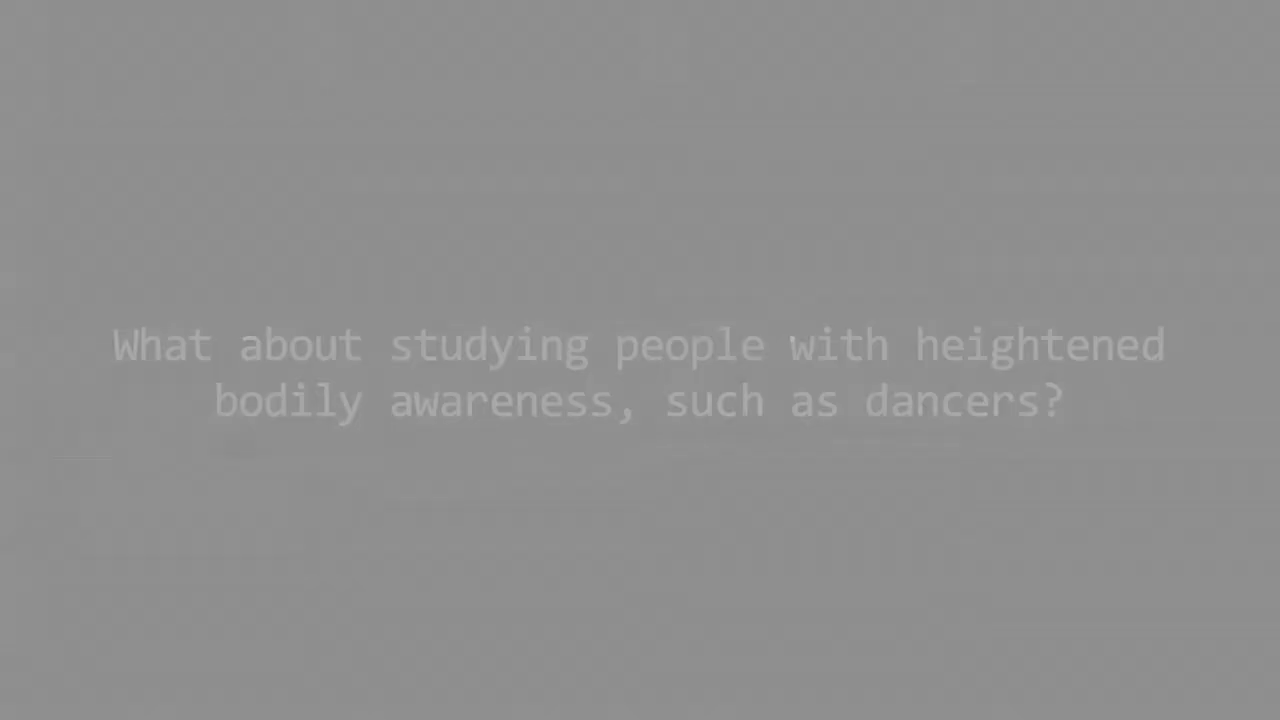 What about studying people with heightened
bodily awareness, such as dancers?